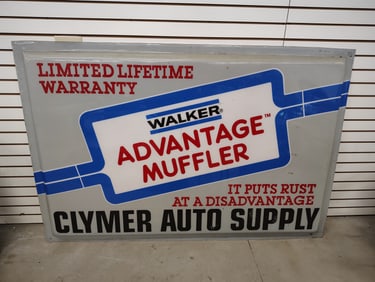 LIMITED LIFETIME
WARRANTY
WALKER®
ADVANTAGE™
MUFFLER
IT PUTS RUST
AT A DISADVANTAGE
CLYMER AUTO SUPPLY